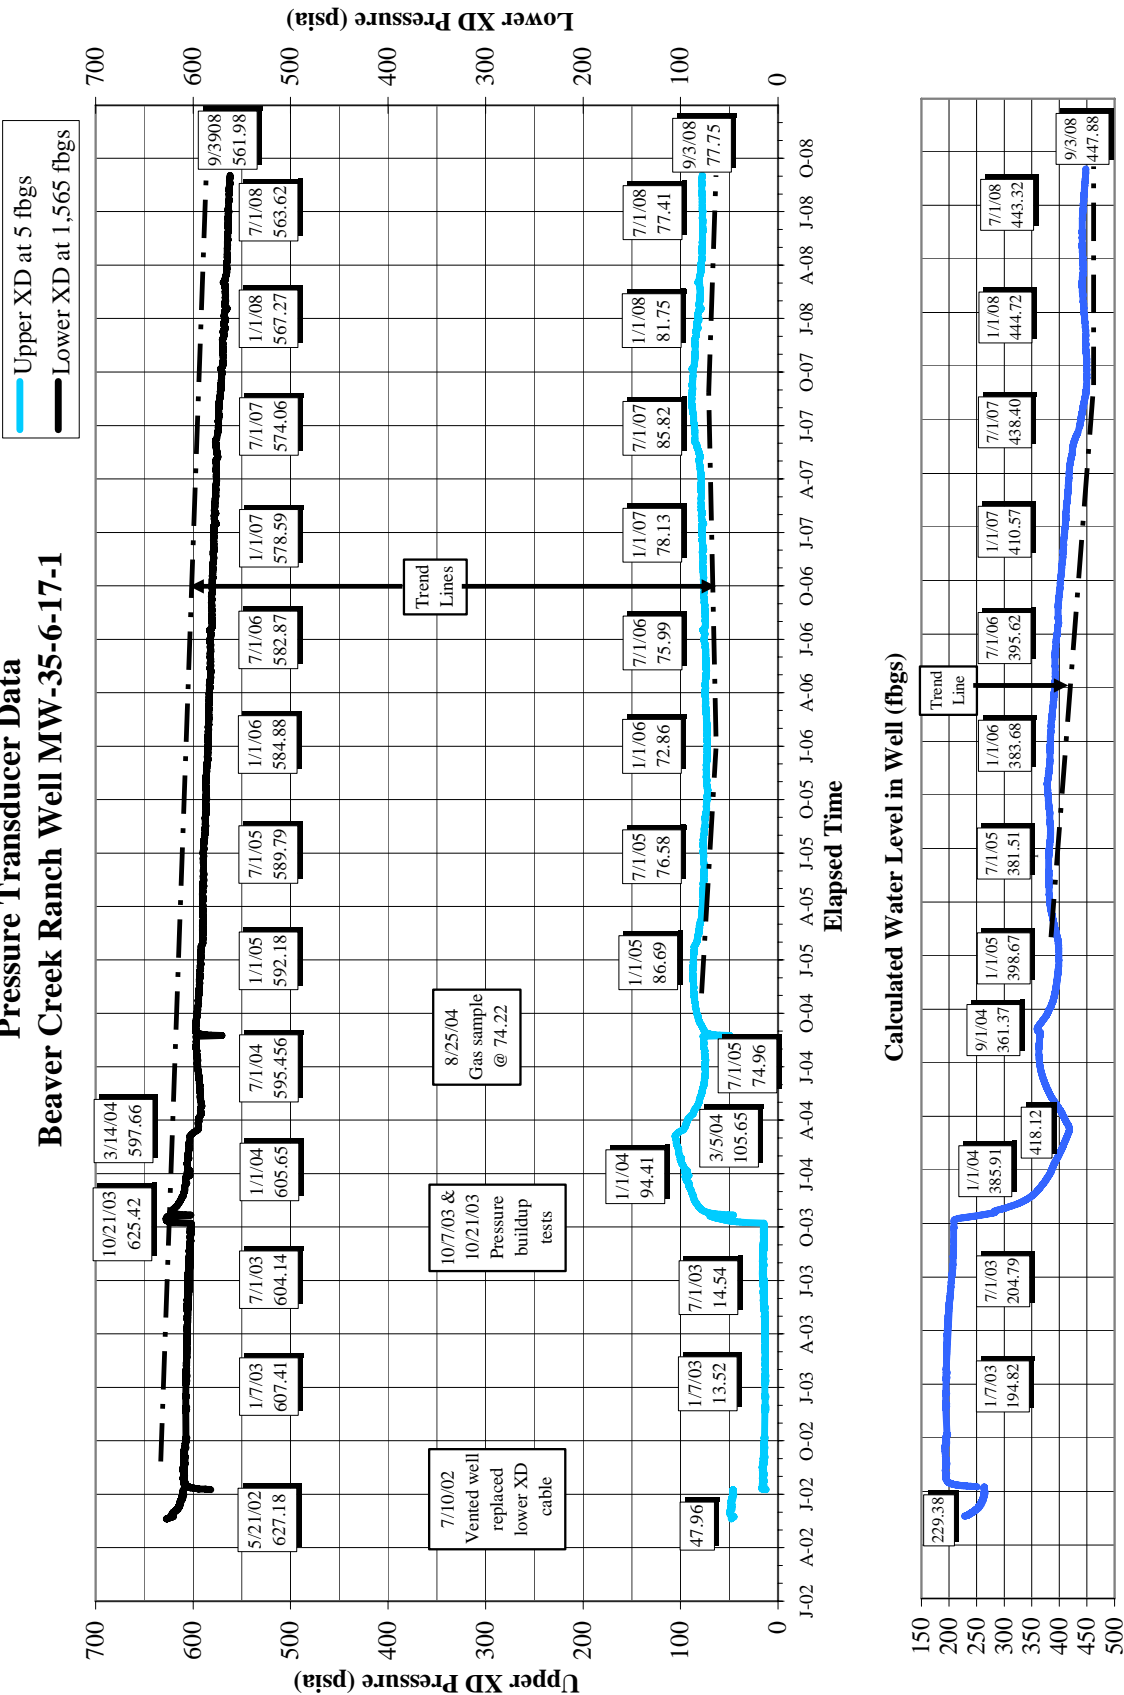 Pressure Transducer Data
Beaver Creek Ranch Well MW-35-6-17-1
Upper XD at 5 fbgs
Lower XD at 1,565 fbgs
Upper XD Pressure (psia)
700
600
500
400
300
200
100
0
Lower XD Pressure (psia)
700
600
500
400
300
200
100
0
5/21/02
627.18
1/7/03
607.41
7/1/03
604.14
10/21/03
625.42
1/1/04
605.65
3/14/04
597.66
7/1/04
595.456
1/1/05
592.18
7/1/05
589.79
1/1/06
584.88
7/1/06
582.87
1/1/07
578.59
7/1/07
574.06
1/1/08
567.27
7/1/08
563.62
9/3908
561.98
7/10/02
Vented well
replaced
lower XD
cable
10/7/03 &
10/21/03
Pressure
buildup
tests
8/25/04
Gas sample
@ 74.22
Trend
Lines
47.96
1/7/03
13.52
7/1/03
14.54
1/1/04
94.41
3/5/04
105.65
7/1/05
74.96
1/1/05
86.69
7/1/05
76.58
1/1/06
72.86
7/1/06
75.99
1/1/07
78.13
7/1/07
85.82
1/1/08
81.75
7/1/08
77.41
9/3/08
77.75
J-02
A-02
J-02
O-02
J-03
A-03
J-03
O-03
J-04
A-04
J-04
O-04
J-05
A-05
J-05
O-05
J-06
A-06
J-06
O-06
J-07
A-07
J-07
O-07
J-08
A-08
J-08
O-08
Elapsed Time
Calculated Water Level in Well (fbgs)
150
200
250
300
350
400
450
500
229.38
1/7/03
194.82
7/1/03
204.79
1/1/04
385.91
418.12
9/1/04
361.37
1/1/05
398.67
7/1/05
381.51
1/1/06
383.68
Trend
Line
7/1/06
395.62
1/1/07
410.57
7/1/07
438.40
1/1/08
444.72
7/1/08
443.32
9/3/08
447.88